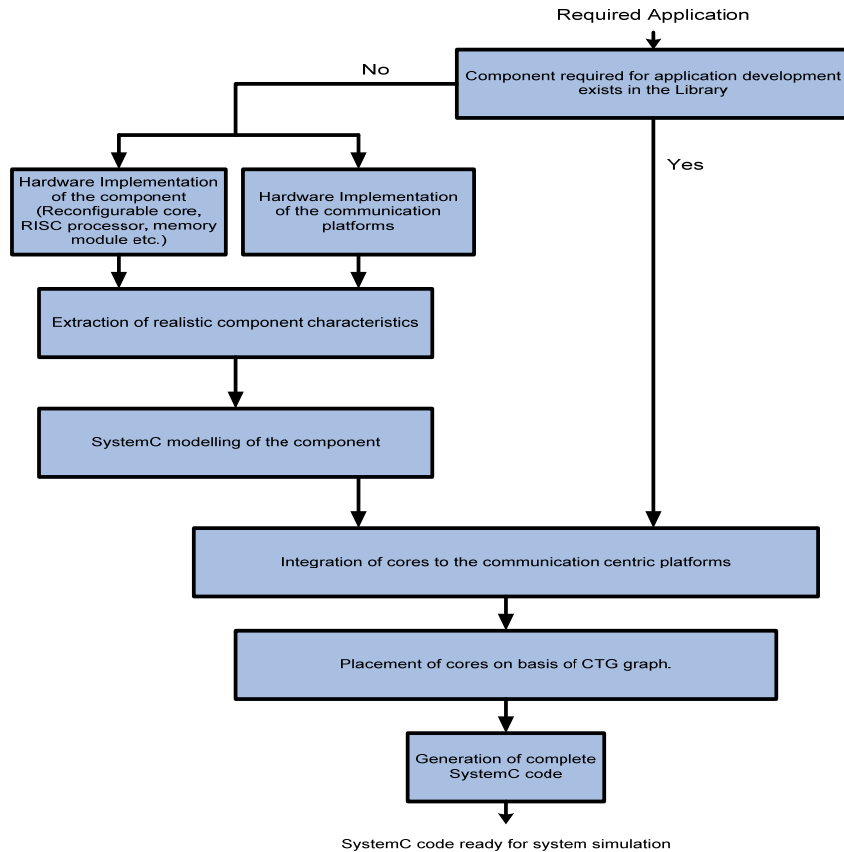 Required Application
Component required for application development
exists in the Library
No
Yes
Hardware Implementation
of the component
(Reconfigurable core,
RISC processor, memory
module etc.)
Hardware Implementation
of the communication
platforms
Extraction of realistic component characteristics
SystemC modelling of the component
Integration of cores to the communication centric platforms
Placement of cores on basis of CTG graph.
Generation of complete
SystemC code
SystemC code ready for system simulation